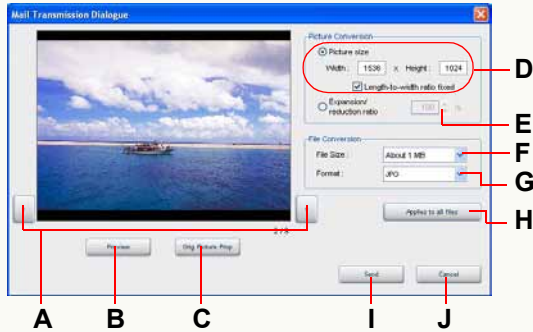 Mail Transmission Dialogue
Picture Conversion
Picture size
Width : 1536 x Height : 1024
Length-to-width ratio fixed
Expansion/
reduction ratio 100 %
File Conversion
File Size : About 1 MB
Format : JPG
Applies to all files
Preview
Orig. Picture Prop
Send
Cancel
A
B
C
D
E
F
G
H
I
J